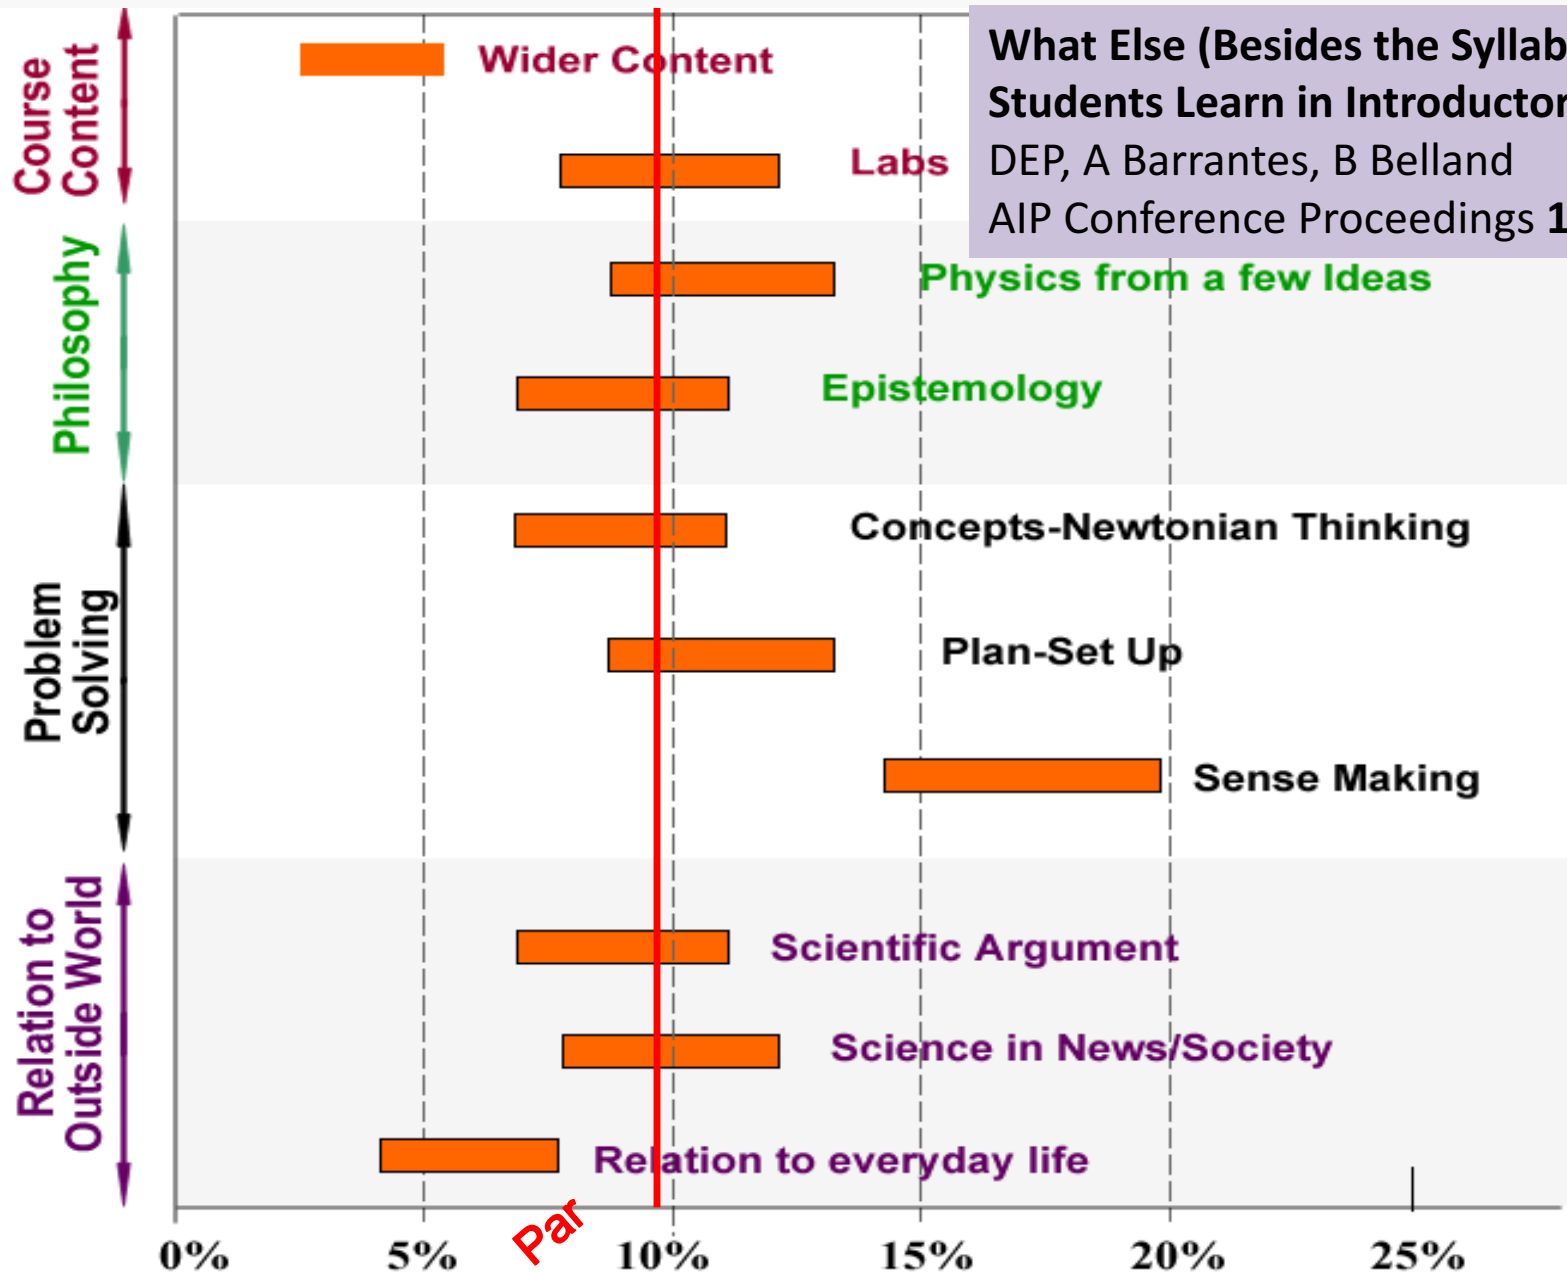 What Else (Besides the Syllab
Students Learn in Introductor
DEP, A Barrantes, B Belland
AIP Conference Proceedings 1
Course
Content
Wider Content
Labs
Philosophy
Physics from a few Ideas
Epistemology
Problem
Solving
Concepts-Newtonian Thinking
Plan-Set Up
Sense Making
Relation to
Outside World
Scientific Argument
Science in News/Society
Relation to everyday life
Par
0% 5% 10% 15% 20% 25%